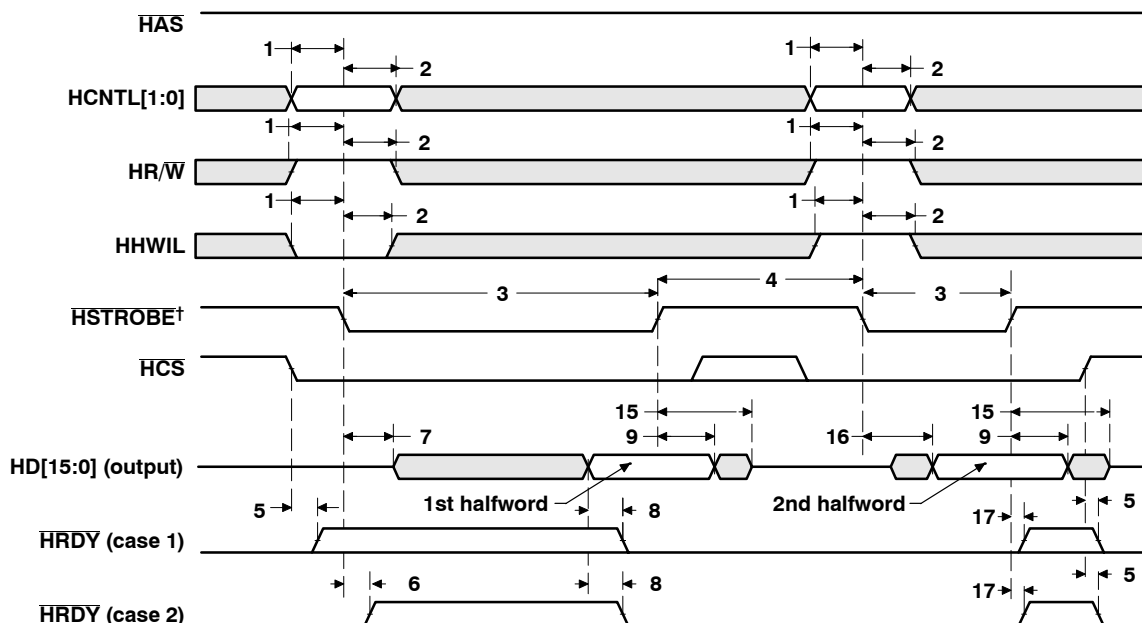 HAS
1 1
2 2
HCNTL[1:0]
1 1
2 2
HR/W
1 1
2 2
HHWIL
4
3 3
HSTROBE†
HCS
15 15
7 9 16 9
HD[15:0] (output)
1st halfword 2nd halfword
5 8 17 5
HRDY (case 1)
6 8 5
17
HRDY (case 2)